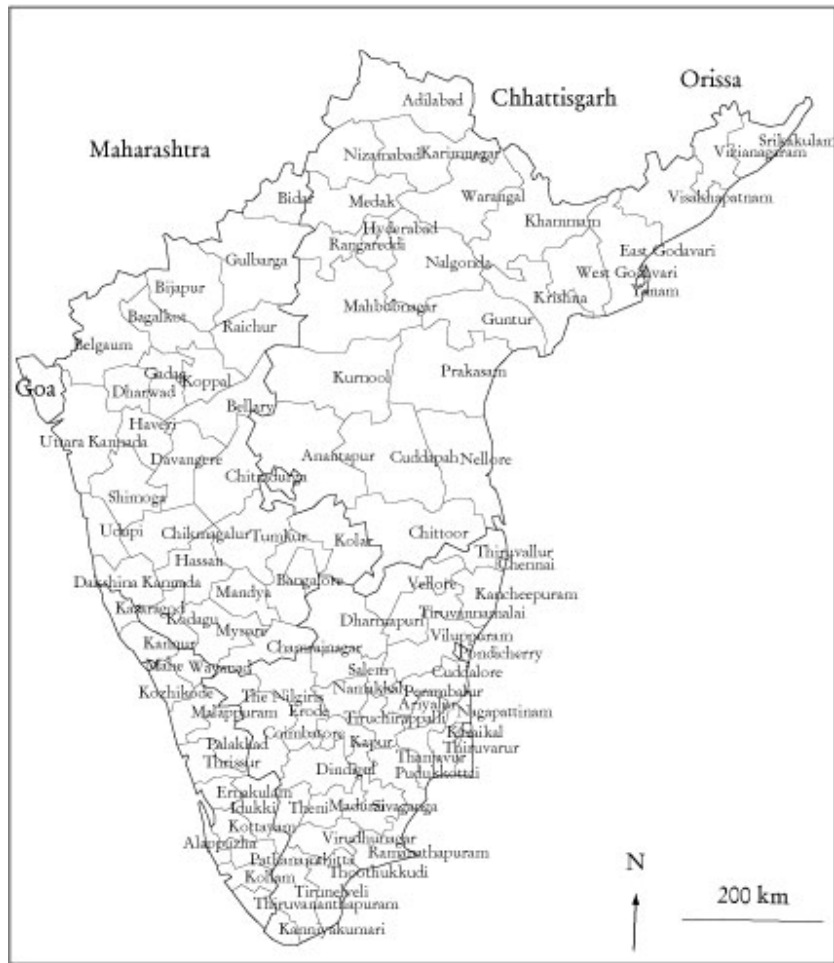 Orissa
Adilabad
Chhattisgarh
Srikakulam
Maharashtra
Nizamabad
Karimnagar
Vizianagaram
Bidar
Medak
Warangal
Visakhapatnam
Hyderabad
Khammam
Rangareddi
East Godavari
Gulbarga
Nalgonda
West Godavari
Bijapur
Yanam
Krishna
Mahbubnagar
Bagalkot
Raichur
Guntur
Belgaum
Goa
Gadag
Koppal
Kurnool
Prakasam
Dharwad
Bellary
Haveri
Uttara Kannada
Davangere
Anantapur
Cuddapah
Nellore
Chitradurga
Shimoga
Udupi
Chikmagalur
Tumkur
Kolar
Chittoor
Thiruvallur
Hassan
Chennai
Dakshina Kannada
Bangalore
Vellore
Mandya
Kancheepuram
Kasaragod
Kodagu
Dharmapuri
Tiruvannamalai
Mysore
Viluppuram
Kannur
Chamrajnagar
Pondicherry
Mahe
Wayanad
Salem
Cuddalore
Kozhikode
The Nilgiris
Namakkal
Perambalur
Malappuram
Erode
Ariyalur
Nagapattinam
Tiruchirappalli
Coimbatore
Karaikal
Palakkad
Karur
Thiruvarur
Thrissur
Thanjavur
Dindigul
Pudukkottai
Ernakulam
Idukki
Theni
Madurai
Sivaganga
Kottayam
Alappuzha
Virudhunagar
Ramanathapuram
Pathanajathitta
Kollam
Thoothukkudi
N
Tirunelveli
200 km
Thiruvananthapuram
Kanniyakumari